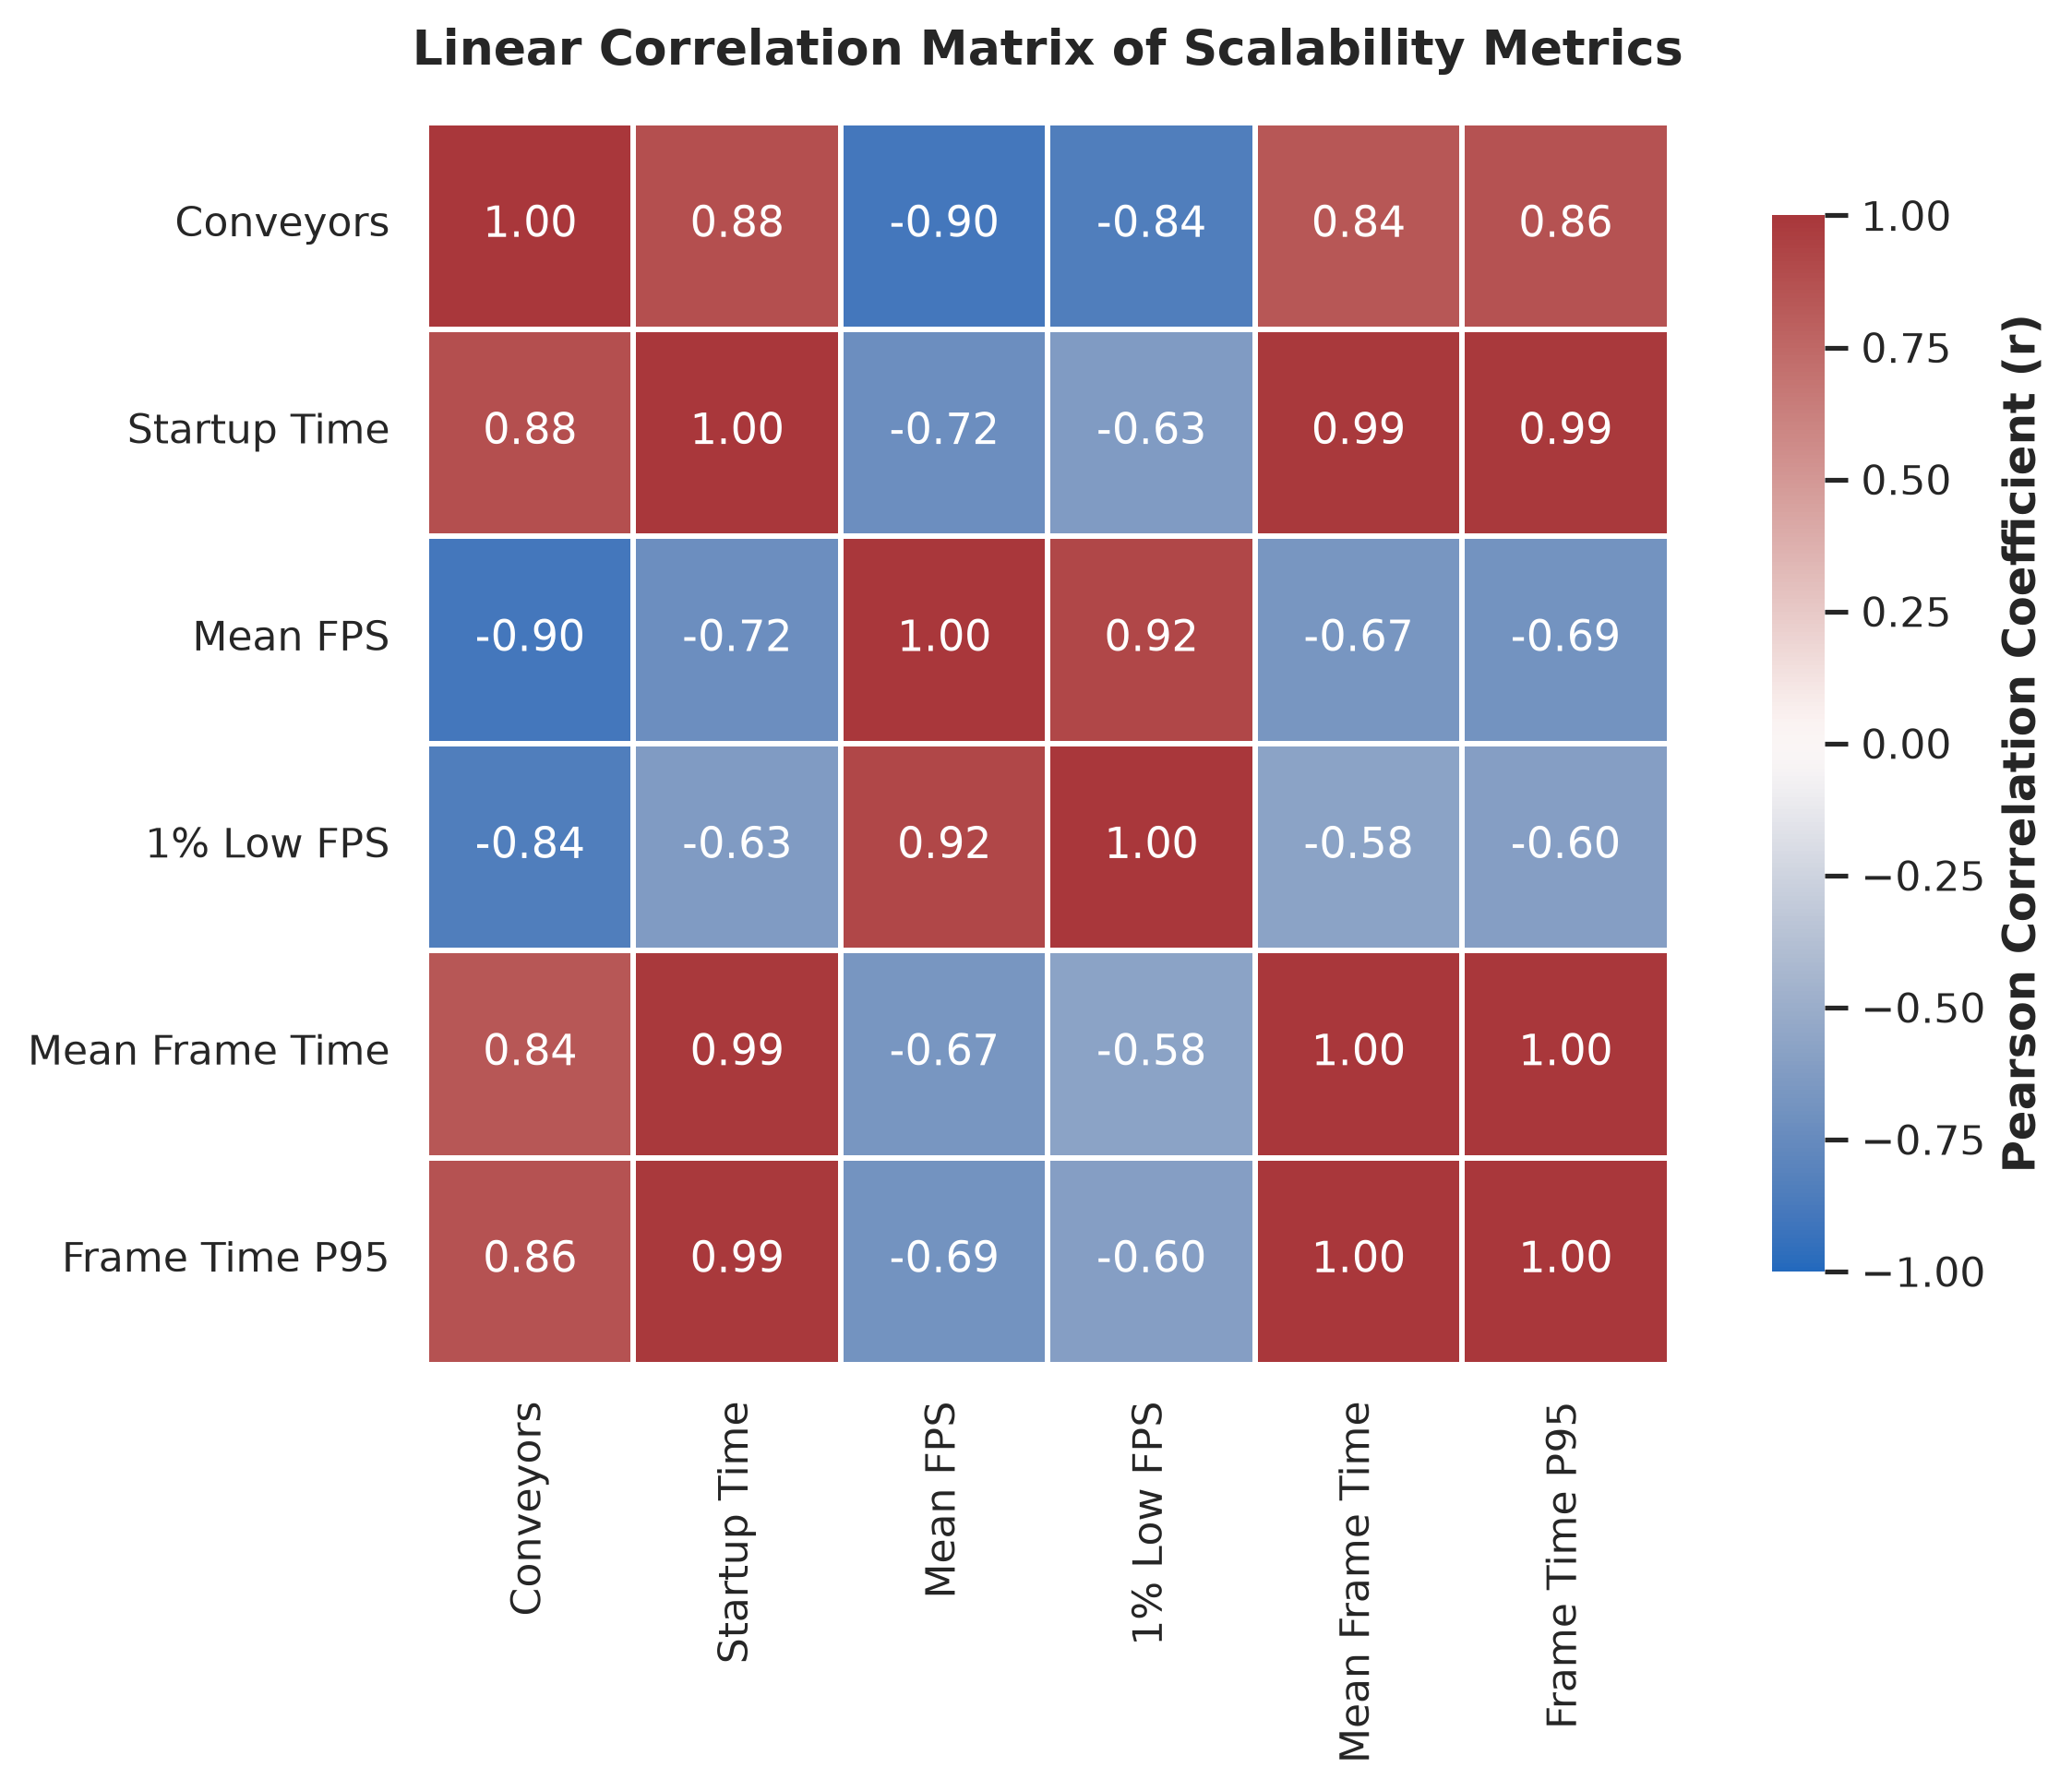 Linear Correlation Matrix of Scalability Metrics
Conveyors 1.00 0.88 -0.90 -0.84 0.84 0.86
Startup Time 0.88 1.00 -0.72 -0.63 0.99 0.99
Mean FPS -0.90 -0.72 1.00 0.92 -0.67 -0.69
1% Low FPS -0.84 -0.63 0.92 1.00 -0.58 -0.60
Mean Frame Time 0.84 0.99 -0.67 -0.58 1.00 1.00
Frame Time P95 0.86 0.99 -0.69 -0.60 1.00 1.00
Conveyors
Startup Time
Mean FPS
1% Low FPS
Mean Frame Time
Frame Time P95
1.00
0.75
0.50
0.25
0.00
−0.25
−0.50
−0.75
−1.00
Pearson Correlation Coefficient (r)